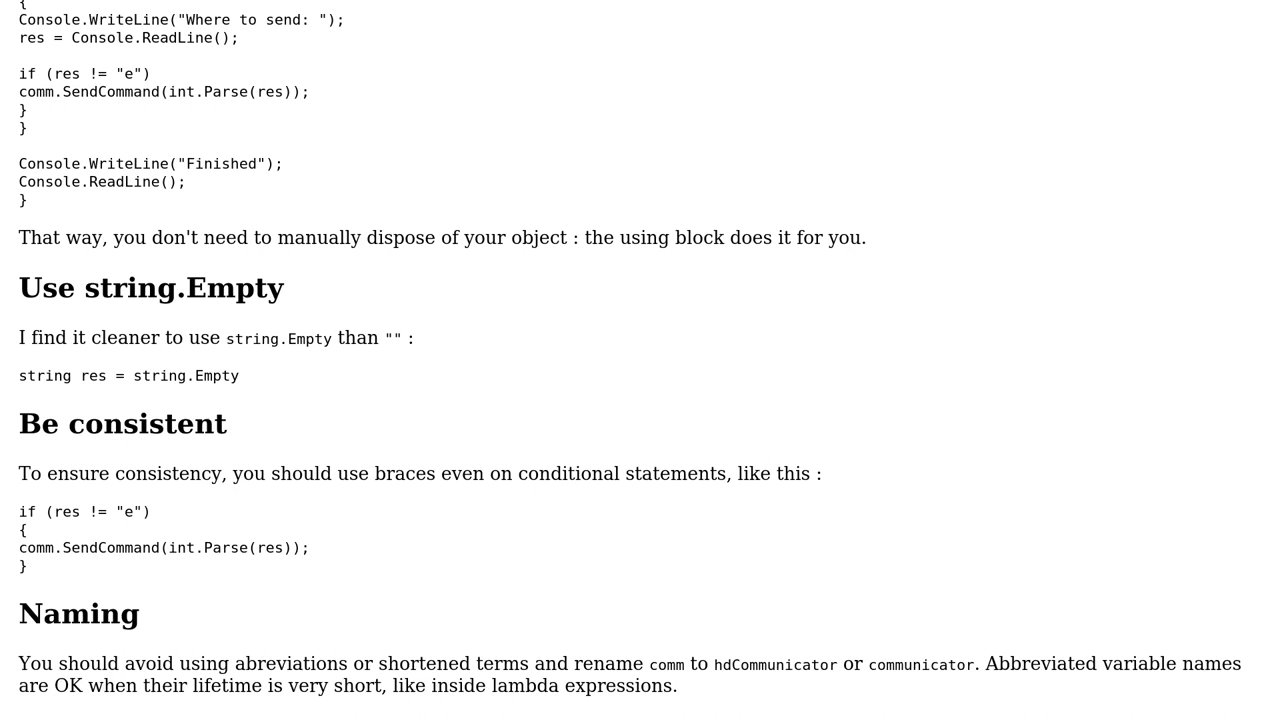 {
Console.WriteLine("Where to send: ");
res = Console.ReadLine();
if (res != "e")
comm.SendCommand(int.Parse(res));
}
}
Console.WriteLine("Finished");
Console.ReadLine();
}
That way, you don't need to manually dispose of your object : the using block does it for you.
Use string.Empty
I find it cleaner to use string.Empty than "" :
string res = string.Empty
Be consistent
To ensure consistency, you should use braces even on conditional statements, like this :
if (res != "e")
{
comm.SendCommand(int.Parse(res));
}
Naming
You should avoid using abreviations or shortened terms and rename comm to hdCommunicator or communicator. Abbreviated variable names
are OK when their lifetime is very short, like inside lambda expressions.